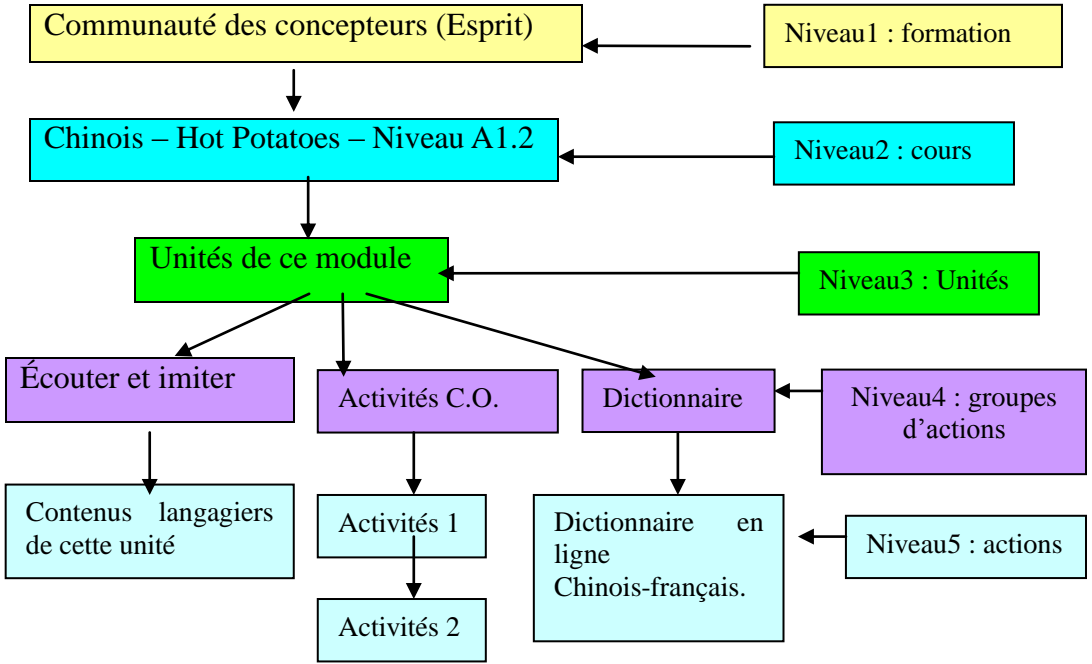 Communauté des concepteurs (Esprit)
Niveau1 : formation
Chinois – Hot Potatoes – Niveau A1.2
Niveau2 : cours
Unités de ce module
Niveau3 : Unités
Écouter et imiter
Activités C.O.
Dictionnaire
Niveau4 : groupes
d’actions
Contenus langagiers
de cette unité
Activités 1
Activités 2
Dictionnaire en
ligne
Chinois-français.
Niveau5 : actions